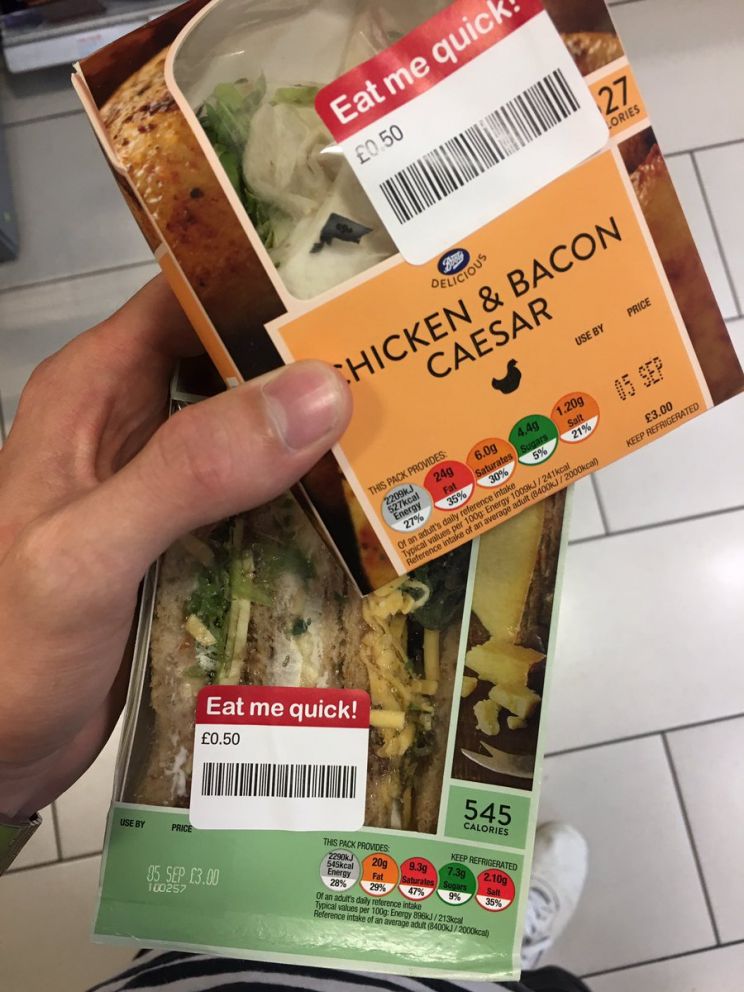 Eat me quick!
£0.50
27
ORIES
Boots
DELICIOUS
CHICKEN & BACON
CAESAR
USE BY
PRICE
05 SEP
£3.00
KEEP REFRIGERATED
THIS PACK PROVIDES:
2209kJ
527kcal
Energy
27%
24g
Fat
35%
6.0g
Saturates
30%
4.4g
Sugars
5%
1.20g
Salt
21%
Of an adult's daily reference intake
Typical values per 100g: Energy 1009kJ / 241kcal
Reference intake of an average adult (8400kJ / 2000kcal)
Eat me quick!
£0.50
545
CALORIES
USE BY
PRICE
05 SEP £3.00
100257
THIS PACK PROVIDES:
KEEP REFRIGERATED
2290kJ
545kcal
Energy
28%
20g
Fat
29%
9.3g
Saturates
47%
7.3g
Sugars
9%
2.10g
Salt
35%
Of an adult's daily reference intake
Typical values per 100g: Energy 896kJ / 213kcal
Reference intake of an average adult (8400kJ / 2000kcal)